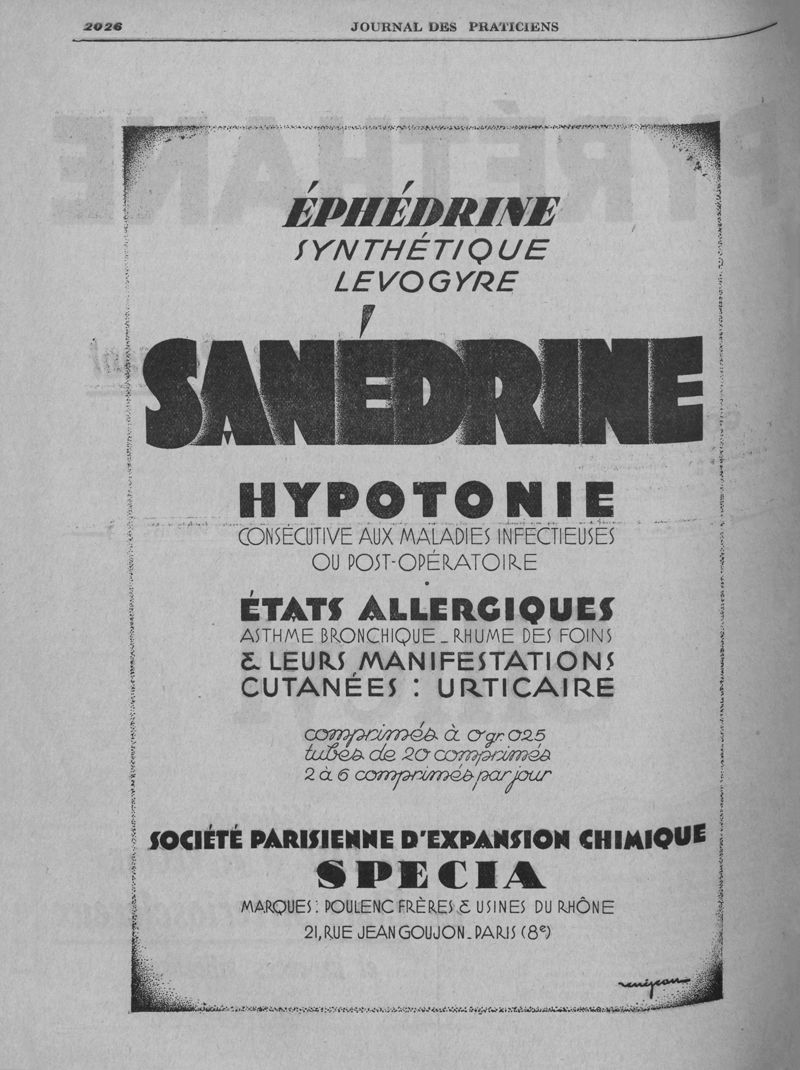 2026 JOURNAL DES PRATICIENS
ÉPHÉDRINE
SYNTHÉTIQUE
LEVOGYRE
SANÉDRINE
HYPOTONIE
CONSÉCUTIVE AUX MALADIES INFECTIEUSES
OU POST-OPÉRATOIRE
ÉTATS ALLERGIQUES
ASTHME BRONCHIQUE _ RHUME DES FOINS
& LEURS MANIFESTATIONS
CUTANÉES : URTICAIRE
comprimés à 0gr.025
tubes de 20 comprimés
2 à 6 comprimés par jour
SOCIÉTÉ PARISIENNE D'EXPANSION CHIMIQUE
SPECIA
MARQUES: POULENC FRÈRES & USINES DU RHÔNE
21, RUE JEAN GOUJON _ PARIS (8e)
renéjean